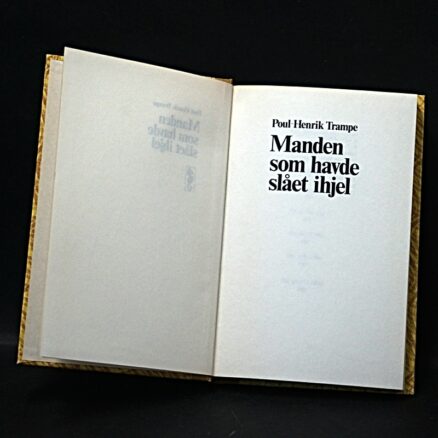 Poul-Henrik Trampe
Manden
som havde
slået ihjel